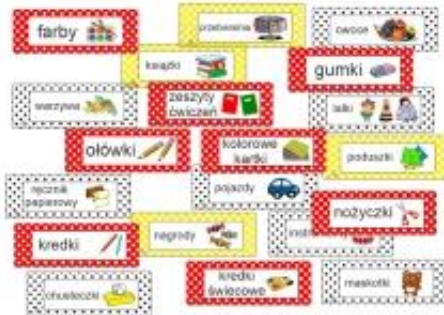 farby
przebrania
owoce
książki
gumki
warzywa
zeszyty
ćwiczeń
lalki
ołówki
kolorowe
kartki
poduszki
ręcznik
papierowy
pojazdy
nożyczki
kredki
nagrody
chusteczki
kredki
świecowe
maskotki